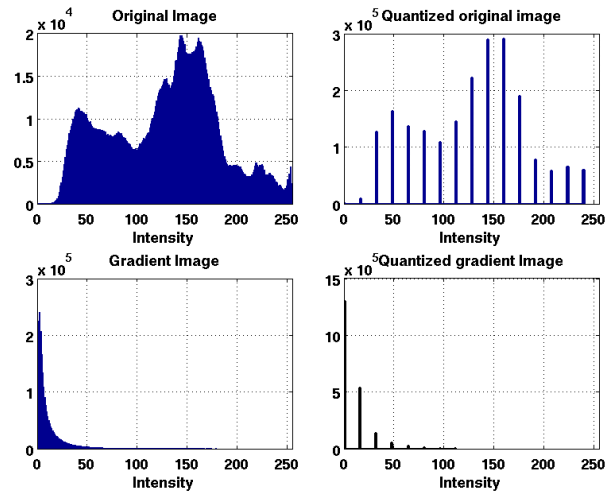 Original Image
x 10^4
2
1.5
1
0.5
0
0 50 100 150 200 250
Intensity
Quantized original image
x 10^5
3
2
1
0
0 50 100 150 200 250
Intensity
Gradient Image
x 10^5
3
2
1
0
0 50 100 150 200 250
Intensity
Quantized gradient Image
x 10^5
15
10
5
0
0 50 100 150 200 250
Intensity